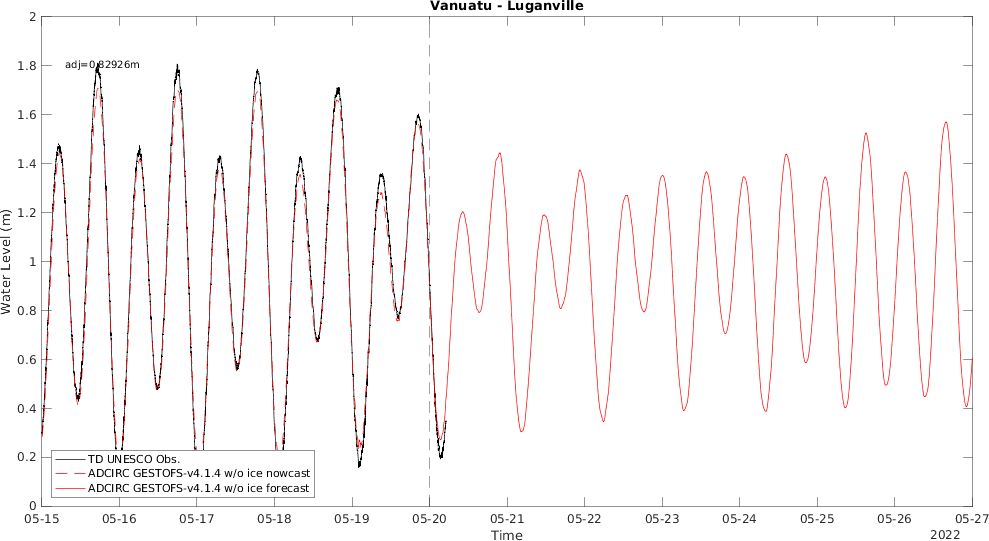 Vanuatu - Luganville
2
1.8
1.6
1.4
1.2
1
0.8
0.6
0.4
0.2
0
Water Level (m)
adj=0.82926m
TD UNESCO Obs.
ADCIRC GESTOFS-v4.1.4 w/o ice nowcast
ADCIRC GESTOFS-v4.1.4 w/o ice forecast
05-15 05-16 05-17 05-18 05-19 05-20 05-21 05-22 05-23 05-24 05-25 05-26 05-27
Time
2022